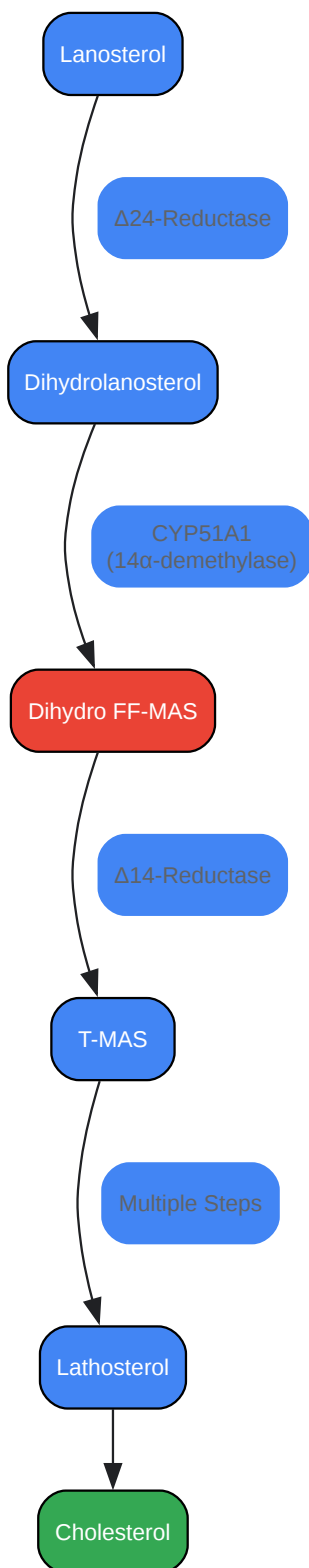 Lanosterol
Δ24-Reductase
Dihydrolanosterol
CYP51A1
(14α-demethylase)
Dihydro FF-MAS
Δ14-Reductase
T-MAS
Multiple Steps
Lathosterol
Cholesterol